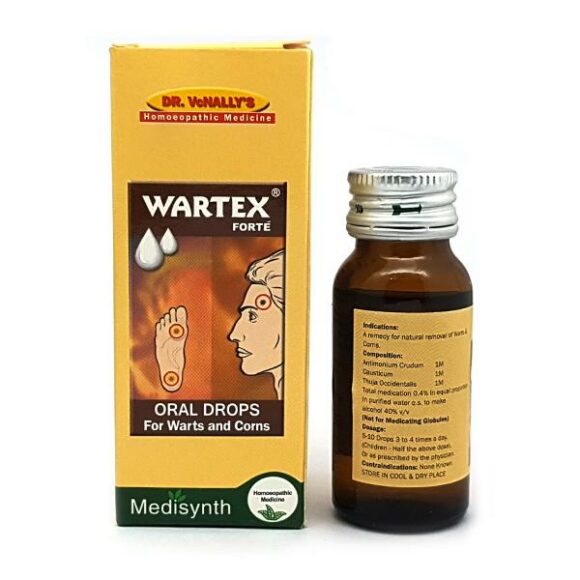 DR. VcNALLY'S
Homoeopathic Medicine
WARTEX®
FORTE
ORAL DROPS
For Warts and Corns
Medisynth
Homoeopathic
Medicine
Indications:
A remedy for natural removal of Warts &
Corns.
Composition:
Antimonium Crudum 1M
Causticum 1M
Thuja Occidentalis 1M
Total medication 0.4% in equal proportion
in purified water q.s. to make
alcohol 40% v/v
(Not for Medicating Globules)
Dosage:
5-10 Drops 3 to 4 times a day.
(Children - Half the above dose).
Or as prescribed by the physician.
Contraindications: None Known.
STORE IN COOL & DRY PLACE